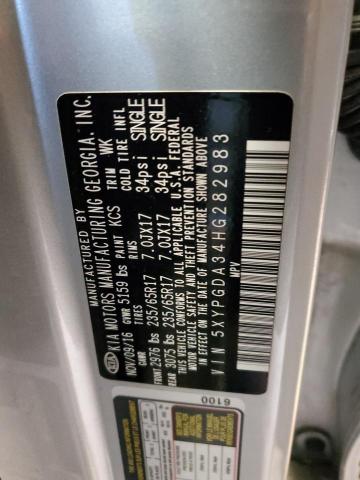 MANUFACTURED BY
KIA MOTORS MANUFACTURING GEORGIA. INC.
NOV/09/16 GVWR 5159 lbs PAINT KCS TRIM WK
GAWR TIRES RIMS COLD TIRE INFL
FRONT 2976 lbs 235/65R17 7.0JX17 34psi SINGLE
REAR 3075 lbs 235/65R17 7.0JX17 34psi SINGLE
THIS VEHICLE CONFORMS TO ALL APPLICABLE U.S.A. FEDERAL
MOTOR VEHICLE SAFETY AND THEFT PREVENTION
STANDARDS IN EFFECT ON THE DATE OF
MANUFACTURE SHOWN ABOVE.
VIN 5XYPGDA34HG282983
MPV
KIA
6100